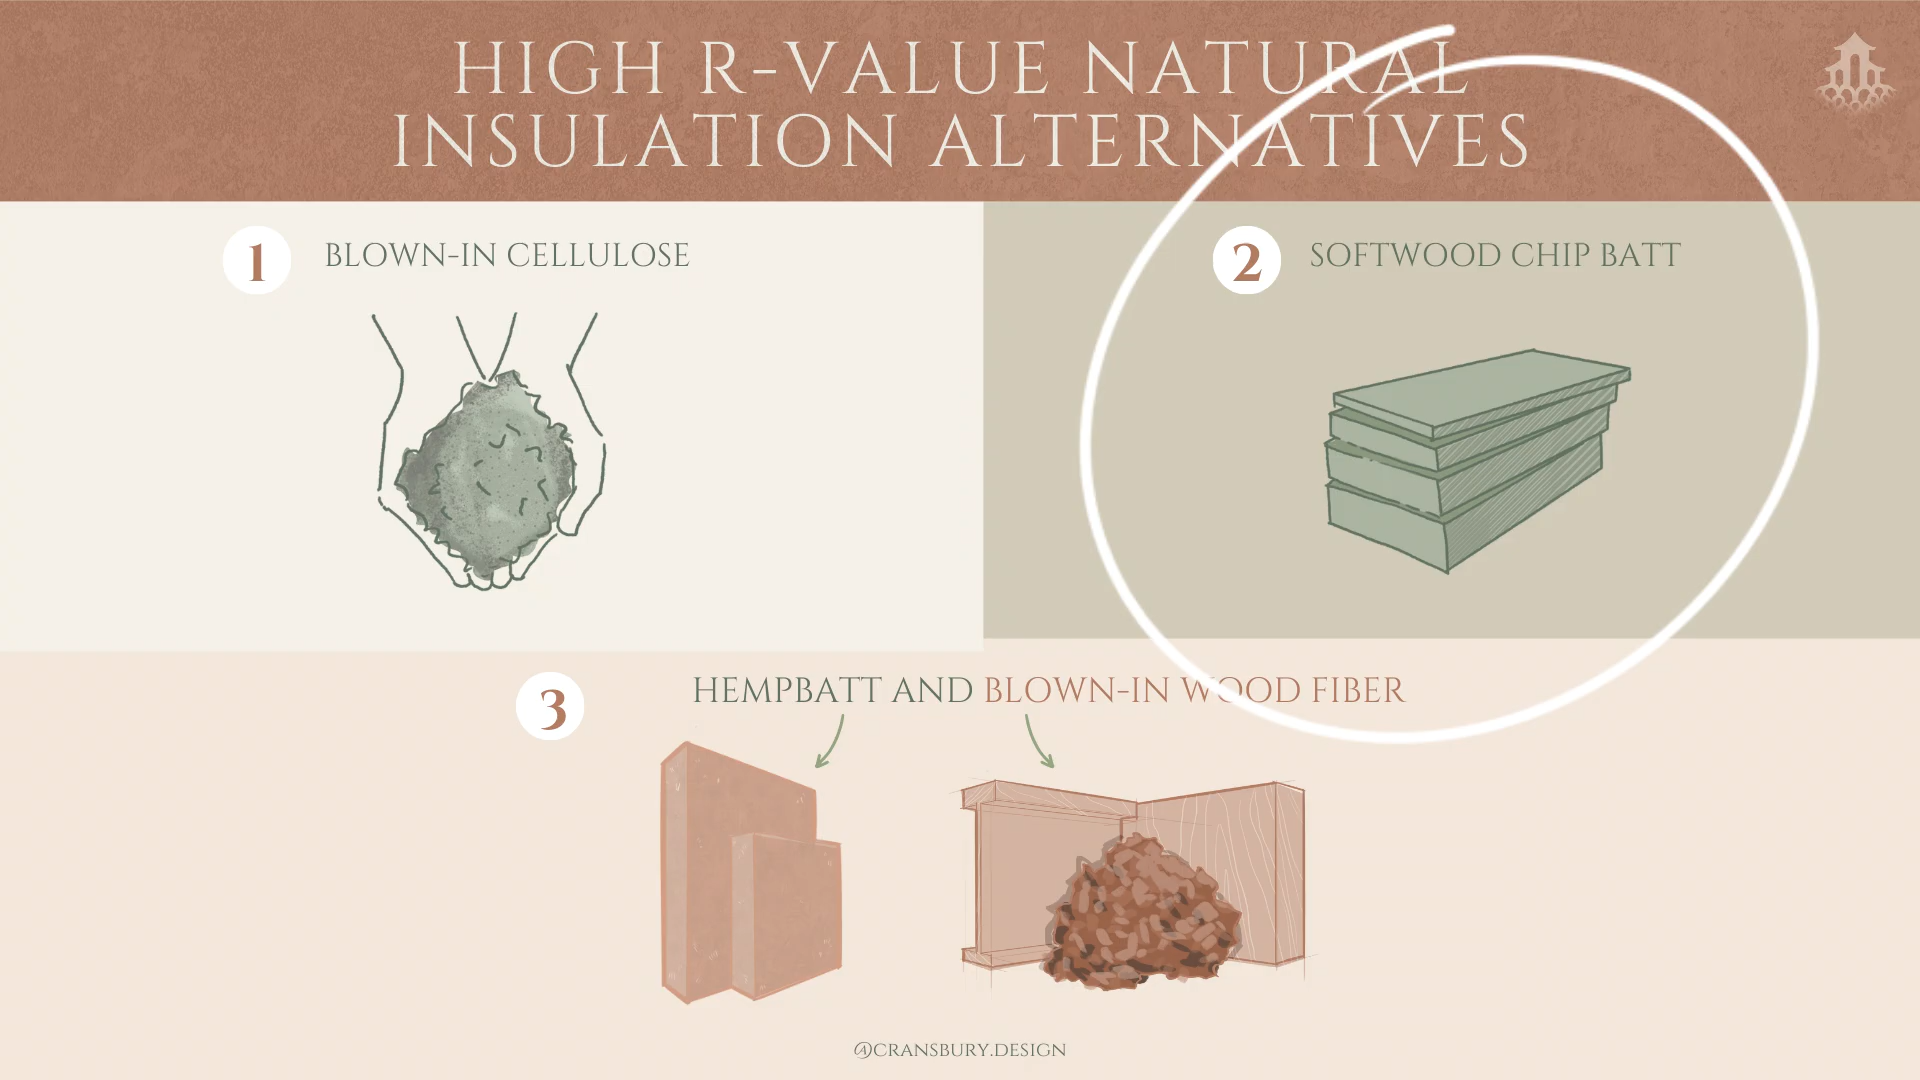 HIGH R-VALUE NATURAL
INSULATION ALTERNATIVES
1 BLOWN-IN CELLULOSE
2 SOFTWOOD CHIP BATT
3 HEMPBATT AND BLOWN-IN WOOD FIBER
@CRANSBURY.DESIGN